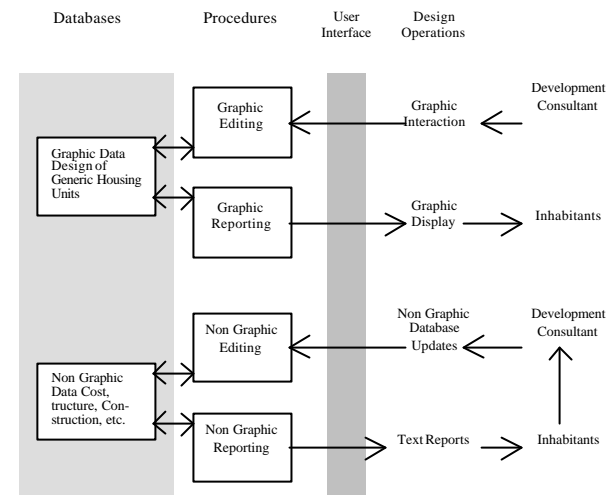 Databases
Procedures
User
Interface
Design
Operations
Graphic
Editing
Graphic
Interaction
Development
Consultant
Graphic Data
Design of
Generic Housing
Units
Graphic
Reporting
Graphic
Display
Inhabitants
Non Graphic
Editing
Non Graphic
Database
Updates
Development
Consultant
Non Graphic
Data Cost,
tructure, Con-
struction, etc.
Non Graphic
Reporting
Text Reports
Inhabitants